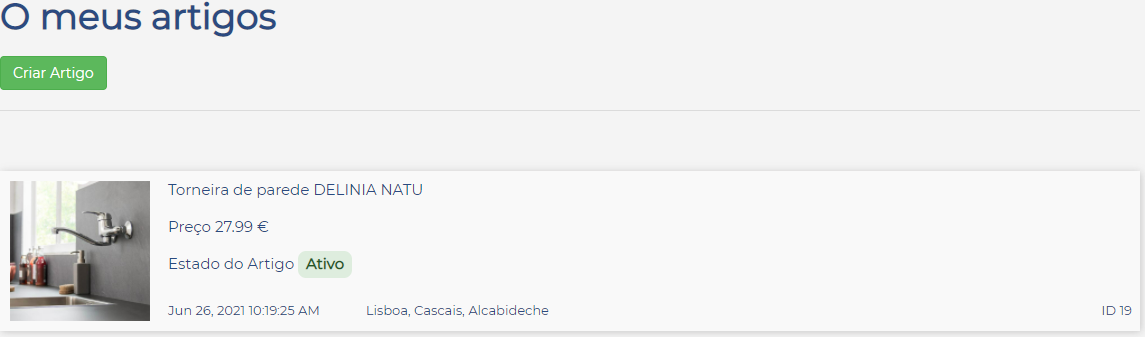 O meus artigos
Criar Artigo
Torneira de parede DELINIA NATU
Preço 27.99 €
Estado do Artigo Ativo
Jun 26, 2021 10:19:25 AM Lisboa, Cascais, Alcabideche ID 19